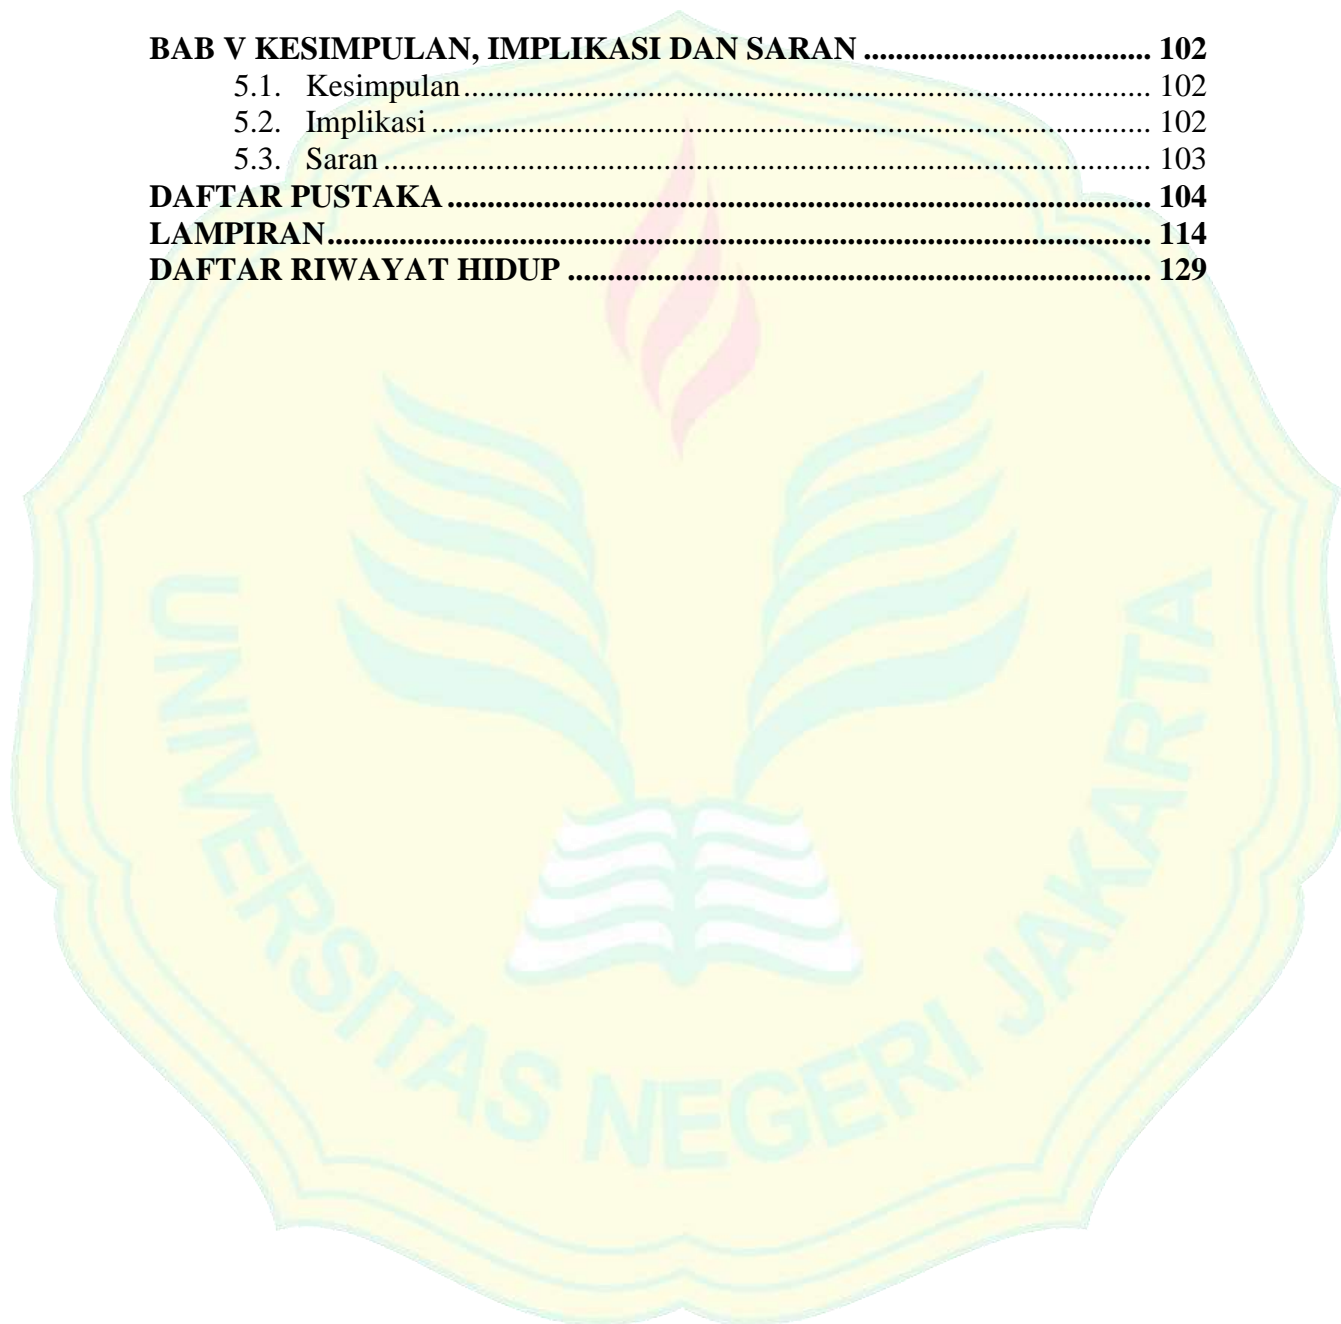 BAB V KESIMPULAN, IMPLIKASI DAN SARAN .................................... 102
5.1. Kesimpulan ........................................................................................ 102
5.2. Implikasi ............................................................................................ 102
5.3. Saran .................................................................................................. 103
DAFTAR PUSTAKA ......................................................................................... 104
LAMPIRAN ........................................................................................................ 114
DAFTAR RIWAYAT HIDUP .......................................................................... 129
UNIVERSITAS NEGERI JAKARTA